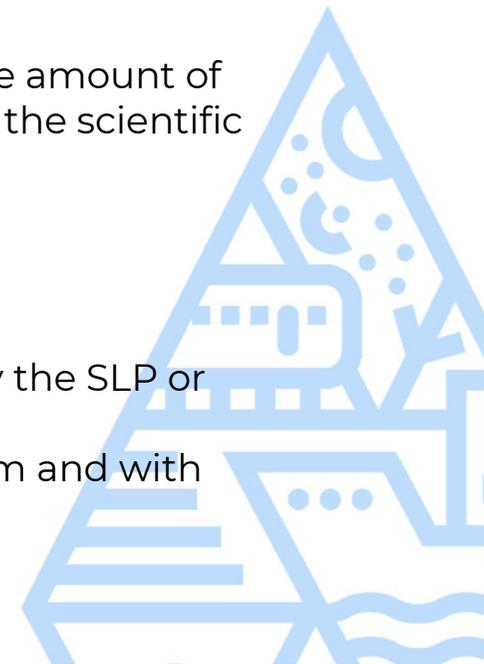 amount of
the scientific
the SLP or
and with